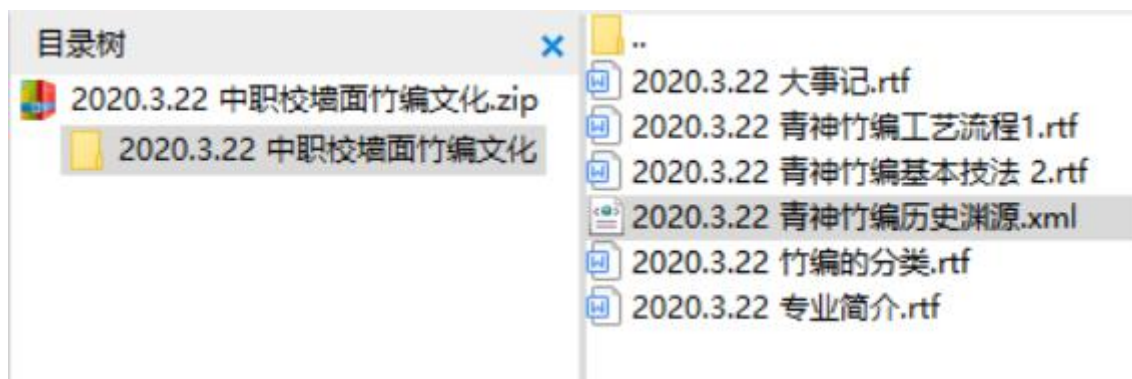 目录树
2020.3.22 中职校墙面竹编文化.zip
2020.3.22 中职校墙面竹编文化
..
2020.3.22 大事记.rtf
2020.3.22 青神竹编工艺流程1.rtf
2020.3.22 青神竹编基本技法 2.rtf
2020.3.22 青神竹编历史渊源.xml
2020.3.22 竹编的分类.rtf
2020.3.22 专业简介.rtf